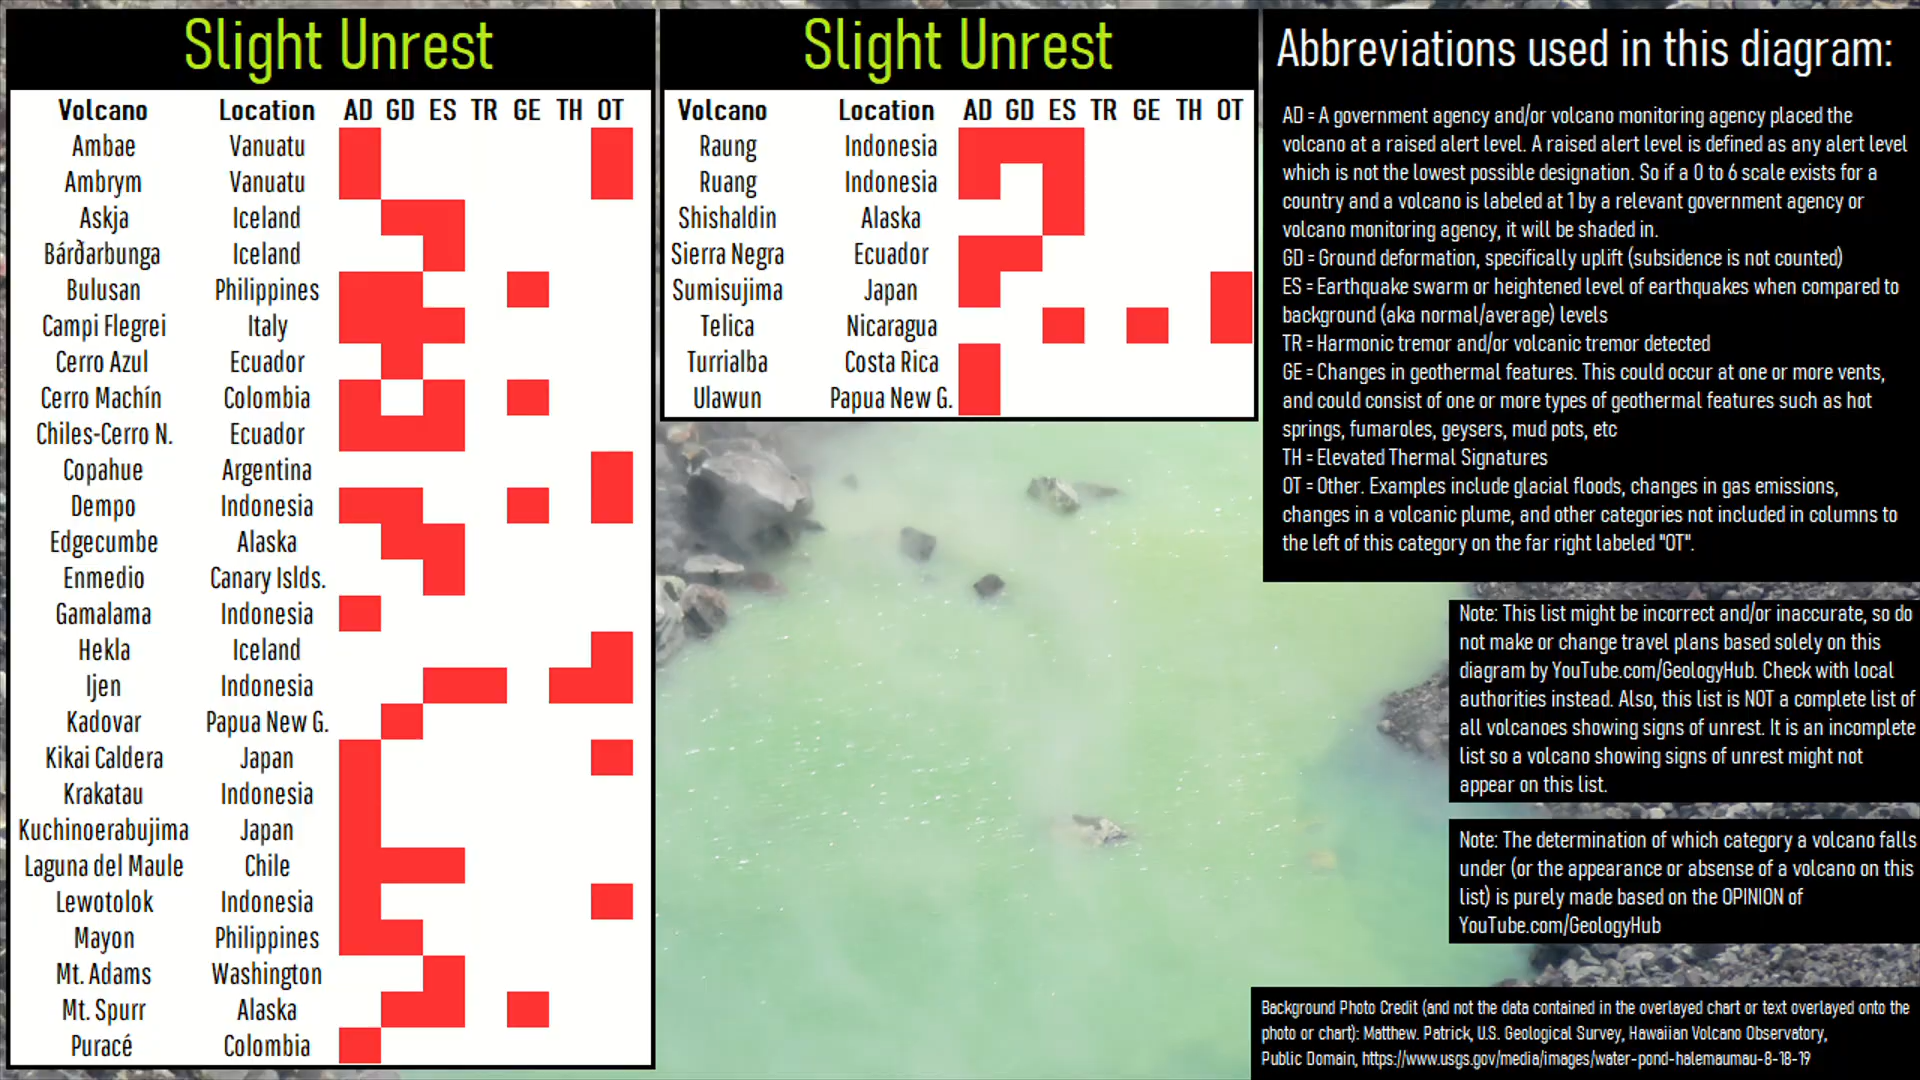 Slight Unrest
Volcano Location AD GD ES TR GE TH OT
Ambae Vanuatu
Ambrym Vanuatu
Askja Iceland
Bárðarbunga Iceland
Bulusan Philippines
Campi Flegrei Italy
Cerro Azul Ecuador
Cerro Machín Colombia
Chiles-Cerro N. Ecuador
Copahue Argentina
Dempo Indonesia
Edgecumbe Alaska
Enmedio Canary Islds.
Gamalama Indonesia
Hekla Iceland
Ijen Indonesia
Kadovar Papua New G.
Kikai Caldera Japan
Krakatau Indonesia
Kuchinoerabujima Japan
Laguna del Maule Chile
Lewotolok Indonesia
Mayon Philippines
Mt. Adams Washington
Mt. Spurr Alaska
Puracé Colombia
Slight Unrest
Volcano Location AD GD ES TR GE TH OT
Raung Indonesia
Ruang Indonesia
Shishaldin Alaska
Sierra Negra Ecuador
Sumisujima Japan
Telica Nicaragua
Turrialba Costa Rica
Ulawun Papua New G.
Abbreviations used in this diagram:
AD = A government agency and/or volcano monitoring agency placed the
volcano at a raised alert level. A raised alert level is defined as any alert level
which is not the lowest possible designation. So if a 0 to 6 scale exists for a
country and a volcano is labeled at 1 by a relevant government agency or
volcano monitoring agency, it will be shaded in.
GD = Ground deformation, specifically uplift (subsidence is not counted)
ES = Earthquake swarm or heightened level of earthquakes when compared to
background (aka normal/average) levels
TR = Harmonic tremor and/or volcanic tremor detected
GE = Changes in geothermal features. This could occur at one or more vents,
and could consist of one or more types of geothermal features such as hot
springs, fumaroles, geysers, mud pots, etc
TH = Elevated Thermal Signatures
OT = Other. Examples include glacial floods, changes in gas emissions,
changes in a volcanic plume, and other categories not included in columns to
the left of this category on the far right labeled "OT".
Note: This list might be incorrect and/or inaccurate, so do
not make or change travel plans based solely on this
diagram by YouTube.com/GeologyHub. Check with local
authorities instead. Also, this list is NOT a complete list of
all volcanoes showing signs of unrest. It is an incomplete
list so a volcano showing signs of unrest might not
appear on this list.
Note: The determination of which category a volcano falls
under (or the appearance or absense of a volcano on this
list) is purely made based on the OPINION of
YouTube.com/GeologyHub
Background Photo Credit (and not the data contained in the overlayed chart or text overlayed onto the
photo or chart): Matthew. Patrick, U.S. Geological Survey, Hawaiian Volcano Observatory,
Public Domain, https://www.usgs.gov/media/images/water-pond-halemaumau-8-18-19